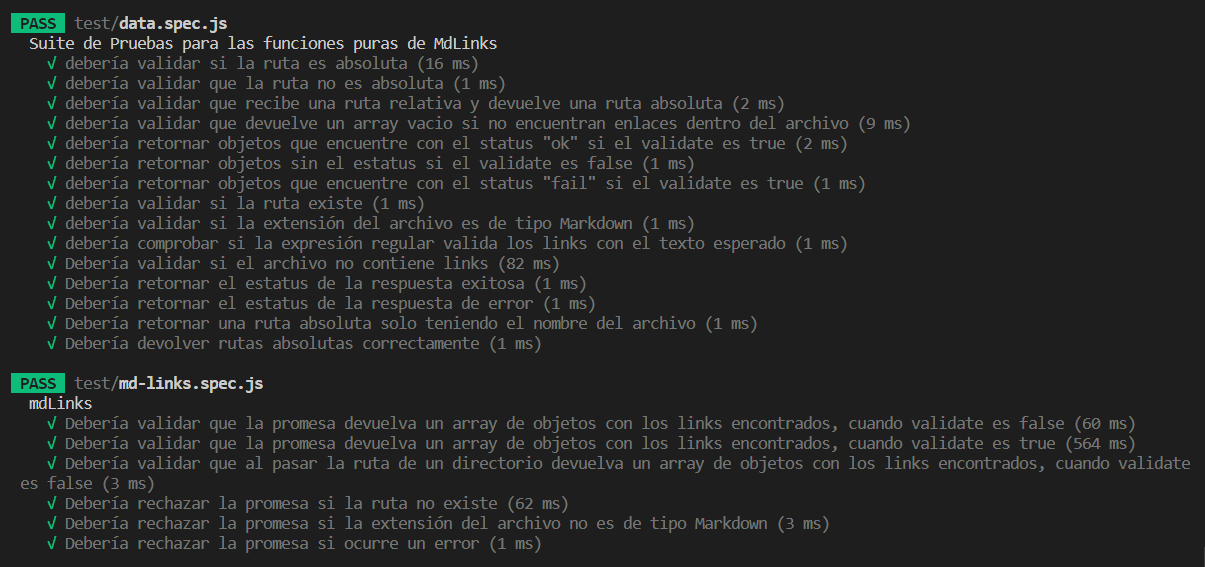 PASS test/data.spec.js
Suite de Pruebas para las funciones puras de MdLinks
√ debería validar si la ruta es absoluta (16 ms)
√ debería validar que la ruta no es absoluta (1 ms)
√ debería validar que recibe una ruta relativa y devuelve una ruta absoluta (2 ms)
√ debería validar que devuelve un array vacio si no encuentran enlaces dentro del archivo (9 ms)
√ debería retornar objetos que encuentre con el status "ok" si el validate es true (2 ms)
√ debería retornar objetos sin el estatus si el validate es false (1 ms)
√ debería retornar objetos que encuentre con el status "fail" si el validate es true (1 ms)
√ debería validar si la ruta existe (1 ms)
√ debería validar si la extensión del archivo es de tipo Markdown (1 ms)
√ debería comprobar si la expresión regular valida los links con el texto esperado (1 ms)
√ Debería validar si el archivo no contiene links (82 ms)
√ Debería retornar el estatus de la respuesta exitosa (1 ms)
√ Debería retornar el estatus de la respuesta de error (1 ms)
√ Debería retornar una ruta absoluta solo teniendo el nombre del archivo (1 ms)
√ Debería devolver rutas absolutas correctamente (1 ms)
PASS test/md-links.spec.js
mdLinks
√ Debería validar que la promesa devuelva un array de objetos con los links encontrados, cuando validate es false (60 ms)
√ Debería validar que la promesa devuelva un array de objetos con los links encontrados, cuando validate es true (564 ms)
√ Debería validar que al pasar la ruta de un directorio devuelva un array de objetos con los links encontrados, cuando validate
es false (3 ms)
√ Debería rechazar la promesa si la ruta no existe (62 ms)
√ Debería rechazar la promesa si la extensión del archivo no es de tipo Markdown (3 ms)
√ Debería rechazar la promesa si ocurre un error (1 ms)